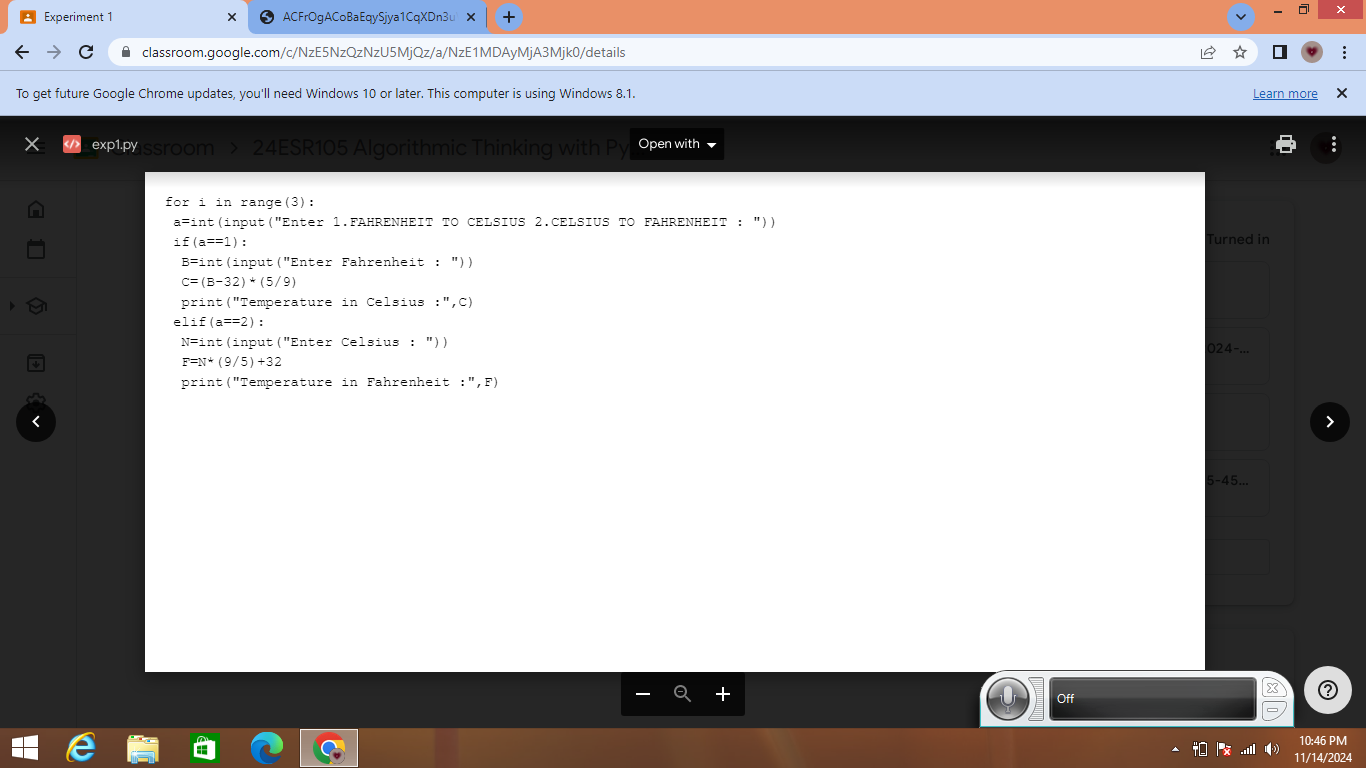 Experiment 1
ACFrOgACoBaEqySjya1CqXDn3u
classroom.google.com/c/NzE5NzQzNzU5MjQz/a/NzE1MDAyMjA3Mjk0/details
To get future Google Chrome updates, you'll need Windows 10 or later. This computer is using Windows 8.1.
Learn more
exp1.py
Classroom > 24ESR105 Algorithmic Thinking with Py
Open with
for i in range(3):
 a=int(input("Enter 1.FAHRENHEIT TO CELSIUS 2.CELSIUS TO FAHRENHEIT : "))
 if(a==1):
  B=int(input("Enter Fahrenheit : "))
  C=(B-32)*(5/9)
  print("Temperature in Celsius :",C)
 elif(a==2):
  N=int(input("Enter Celsius : "))
  F=N*(9/5)+32
  print("Temperature in Fahrenheit :",F)
Turned in
024-...
5-45...
Off
10:46 PM
11/14/2024